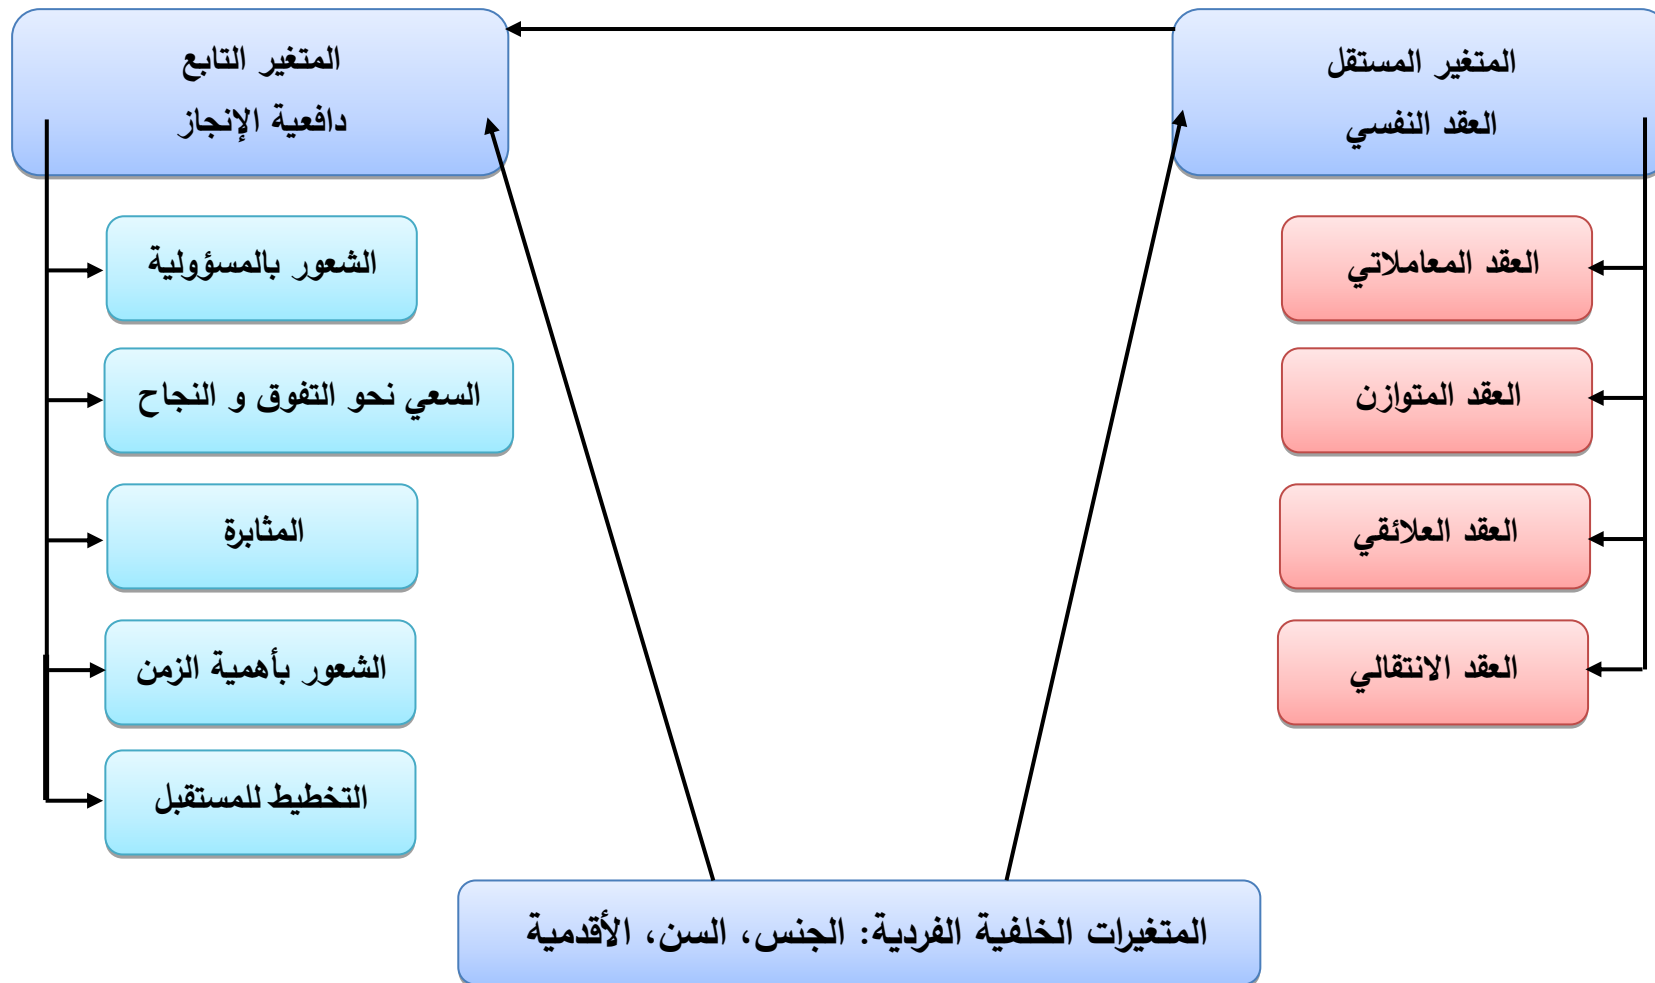 المتغير المستقل
العقد النفسي
المتغير التابع
دافعية الإنجاز
العقد المعاملاتي
العقد المتوازن
العقد العلائقي
العقد الانتقالي
الشعور بالمسؤولية
السعي نحو التفوق و النجاح
المثابرة
الشعور بأهمية الزمن
التخطيط للمستقبل
المتغيرات الخلفية الفردية: الجنس، السن، الأقدمية